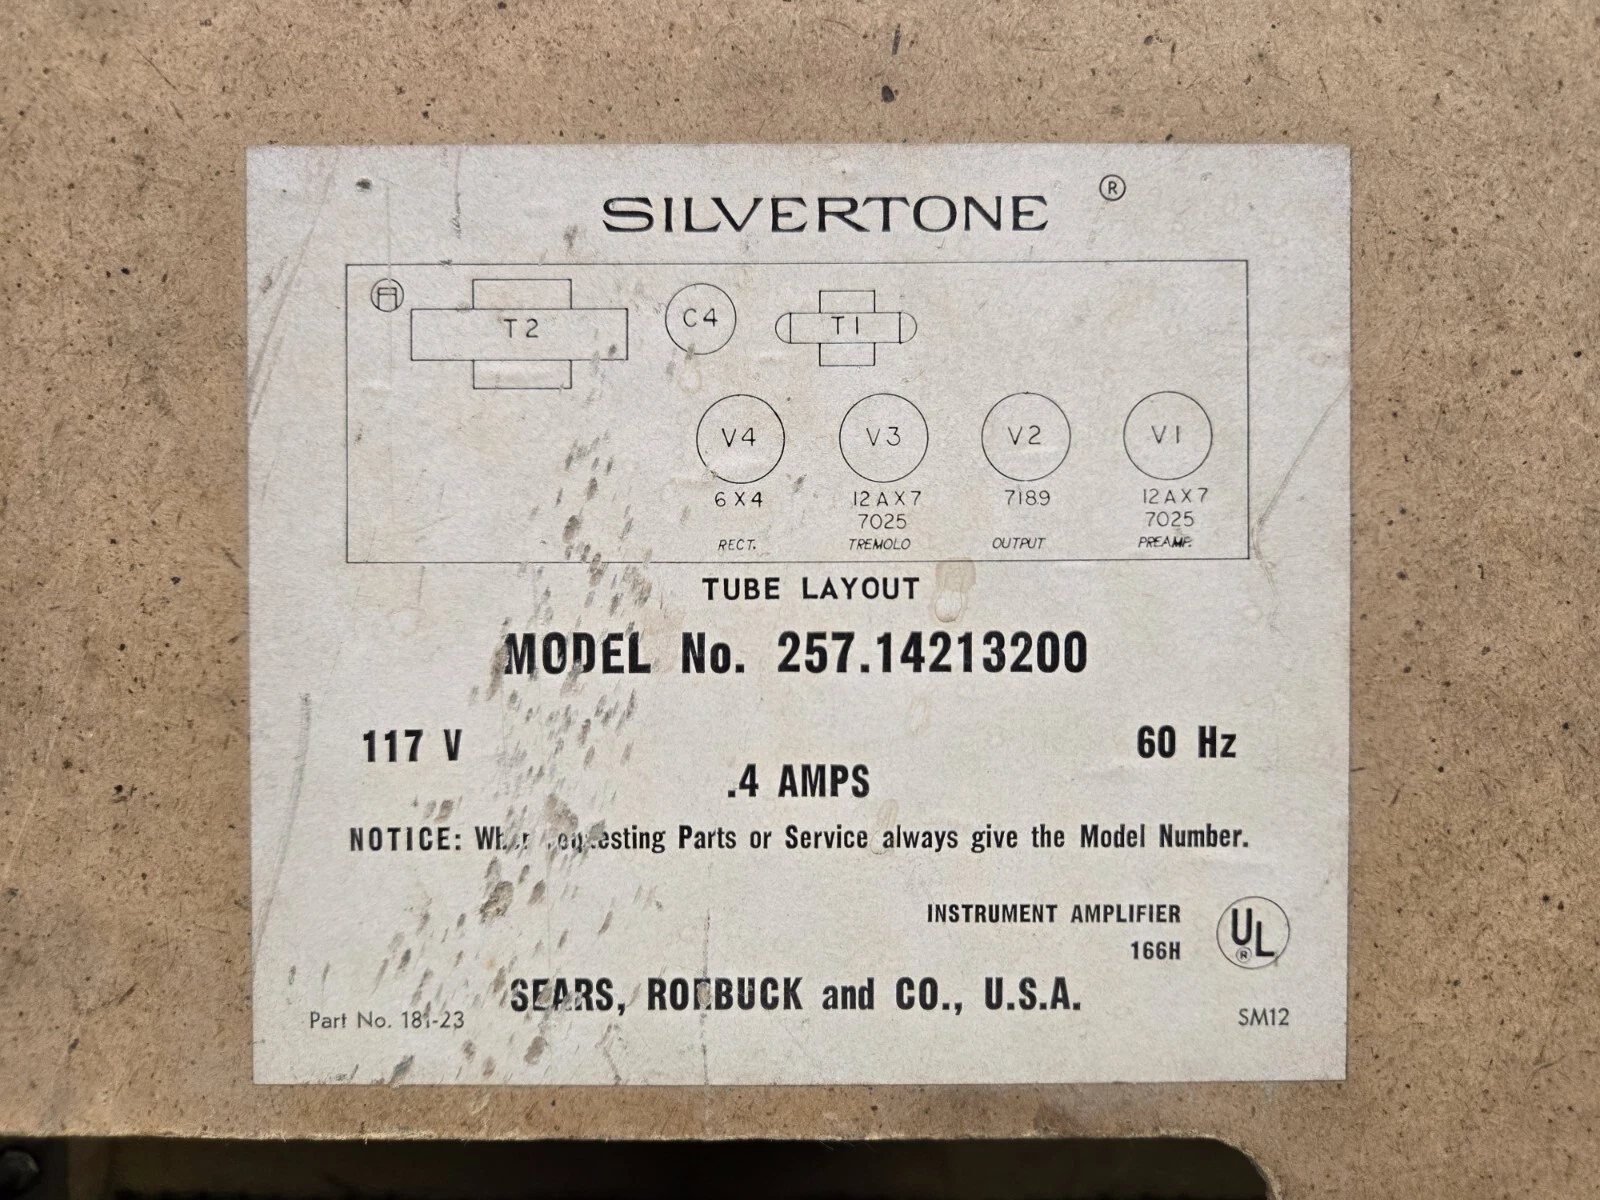 SILVERTONE ®
T2 C4 T1
V4 V3 V2 V1
6X4 12AX7 7189 12AX7
7025 7025
RECT. TREMOLO OUTPUT PREAMP.
TUBE LAYOUT
MODEL No. 257.14213200
117 V 60 Hz
.4 AMPS
NOTICE: When requesting Parts or Service always give the Model Number.
INSTRUMENT AMPLIFIER
166H
UL ®
SEARS, ROEBUCK and CO., U.S.A.
Part No. 181-23 SM12